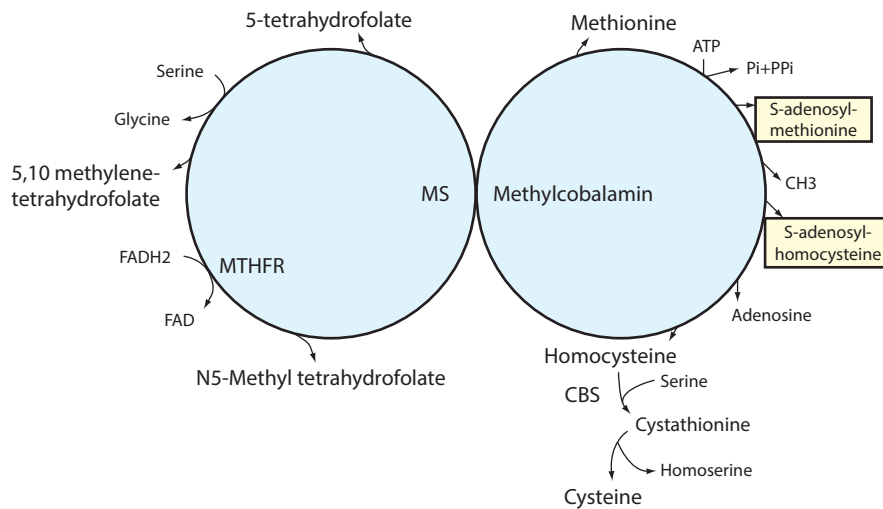 5-tetrahydrofolate
Serine
Glycine
5,10 methylene-
tetrahydrofolate
FADH2
MTHFR
FAD
N5-Methyl tetrahydrofolate
MS
Methylcobalamin
Methionine
ATP
Pi+PPi
S-adenosyl-
methionine
CH3
S-adenosyl-
homocysteine
Adenosine
Homocysteine
CBS
Serine
Cystathionine
Homoserine
Cysteine